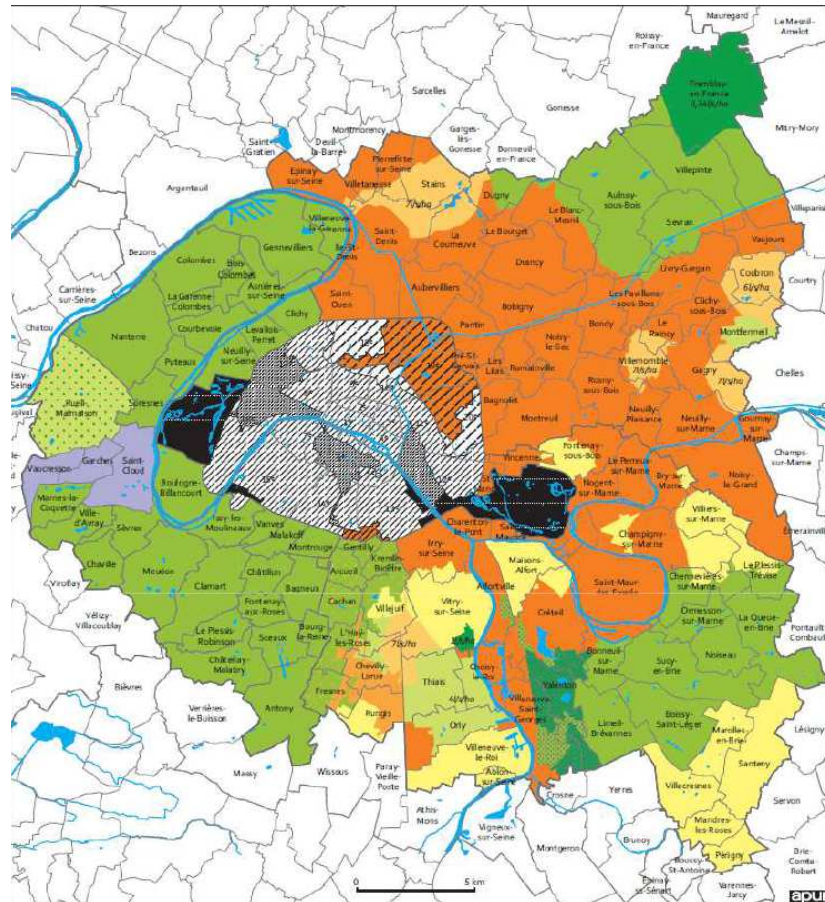 Mauregard
Roissy-
en-France
Le Mesnil-
Amelot
Tremblay-
en-France
Sarcelles
Gonesse
Mitry-Mory
Montmorency
Garges-
lès-
Gonesse
Saint-
Gratien
Deuil
-la-Barre
Bonneuil-
en-France
Pierrefitte-
sur-Seine
Villepinte
Epinay
-sur-Seine
Villetaneuse
Stains
7l/s/ha
Dugny
Aulnay-
sous-Bois
Argenteuil
Le Blanc-
Mesnil
Sevran
Villeparisis
Villeneuve
-la-Garenne
Saint-
Denis
La
Courneuve
Le Bourget
Vaujours
Gennevilliers
Ile-St-
Denis
Bezons
Colombes
Bois-
Colombes
Drancy
Livry-Gargan
Coubron
6l/s/ha
Courtry
Carrières-
sur-Seine
Asnières-
sur-Seine
Aubervilliers
Les Pavillons-
sous-Bois
Clichy-
sous-Bois
La Garenne
-Colombes
Saint-
Ouen
Bobigny
Chatou
Clichy
Nanterre
Courbevoie
Levallois-
Perret
Pantin
Bondy
Le
Raincy
Montfermeil
Noisy-
le-Sec
Puteaux
Neuilly-
sur-Seine
Les
Lilas
Romainville
Villemomble
7l/s/ha
Gagny
Chelles
Rosny-
sous-Bois
Rueil-
Malmaison
Suresnes
Bagnolet
Montreuil
Neuilly-
Plaisance
Neuilly-
sur-Marne
Gournay-
sur-
Marne
Champs-
sur-Marne
Vaucresson
Garches
Saint-
Cloud
Vincennes
Fontenay-
sous-Bois
Le Perreux-
sur-Marne
Noisy-
le-Grand
Marnes-la-
Coquette
Boulogne-
Billancourt
Nogent-
sur-Marne
Bry-sur-
Marne
Ville-
d'Avray
Villiers-
sur-Marne
Sèvres
Issy-les-
Moulineaux
Vanves
Malakoff
Charenton-
le-Pont
Champigny-
sur-Marne
Émerainville
Montrouge
Gentilly
Ivry-
sur-Seine
Le Plessis-
Trévise
Chaville
Meudon
Kremlin-
Bicêtre
Maisons-
Alfort
Chennevières-
sur-Marne
Viroflay
Clamart
Châtillon
Arcueil
Saint-Maur-
des-Fossés
Bagneux
Cachan
Villejuif
Vitry-
sur-Seine
Alfortville
Créteil
Ormesson-
sur-Marne
La Queue-
en-Brie
Pontault-
Combault
Vélizy-
Villacoublay
Fontenay-
aux-Roses
Le Plessis
Robinson
Sceaux
Bourg-
la-Reine
L'Haÿ-
les-Roses
Bonneuil-
sur-Marne
Noiseau
Châtenay-
Malabry
Chevilly-
Larue
Choisy-
le-Roi
Sucy-
en-Brie
Bièvres
Thiais
Valenton
Fresnes
4l/s/ha
Villeneuve-
Saint-
Georges
Antony
Rungis
Orly
Limeil-
Brévannes
Boissy-
Saint-Léger
Verrières-
le-Buisson
Marolles-
en-Brie
Lésigny
Massy
Wissous
Paray-
Vieille-
Poste
Villeneuve-
le-Roi
Ablon-
sur-Seine
Santeny
Villecresnes
Servon
Athis-
Mons
Crosne
Yerres
Vigneux-
sur-Seine
Mandres-
les-Roses
Montgeron
Brunoy
Périgny
Brie-
Comte-
Robert
Boussy-
St-Antoine
Épinay-
ss-Sénart
Varennes-
Jarcy
0 5 km
apur